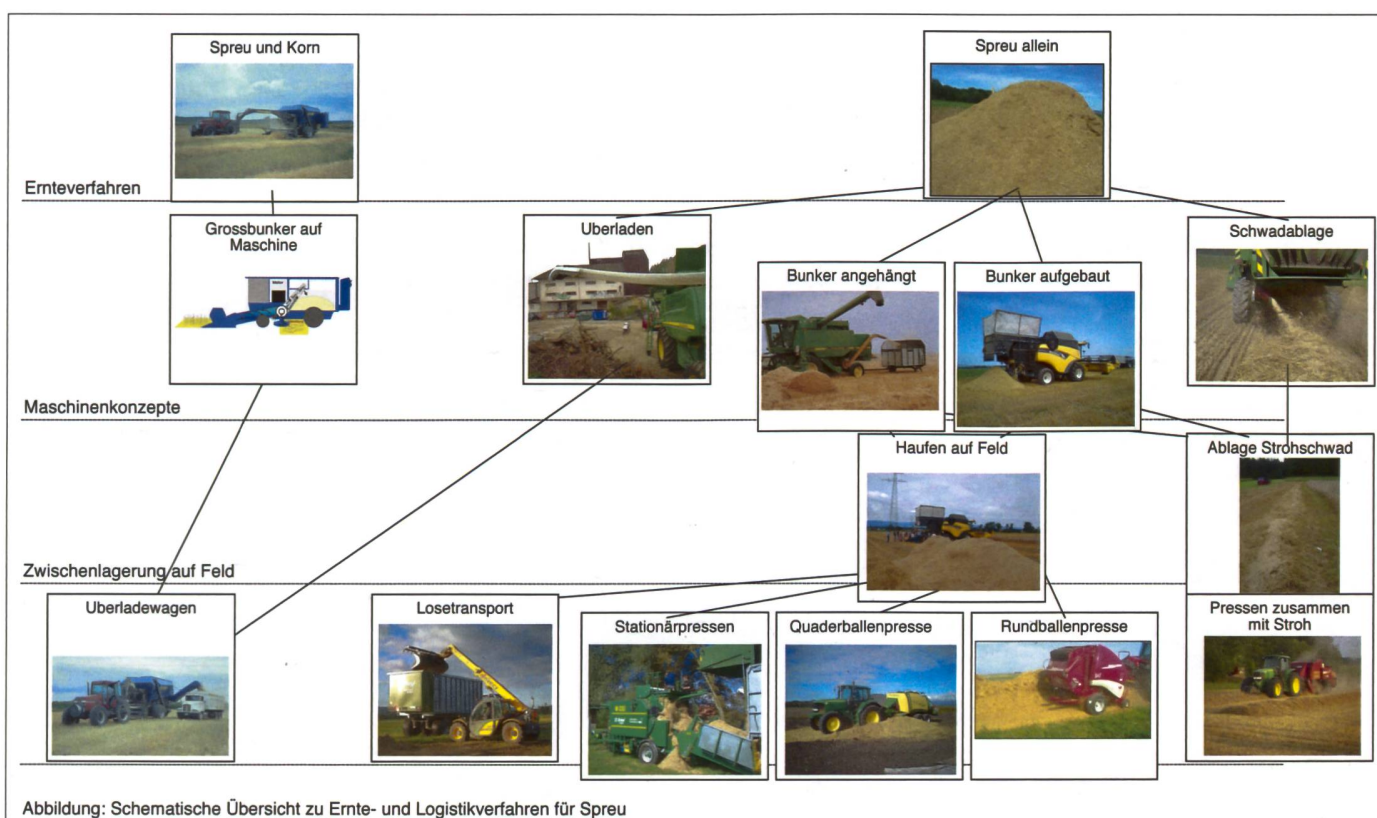 Spreu und Korn
Spreu allein
Ernteverfahren
Grossbunker auf
Maschine
Uberladen
Bunker angehängt
Bunker aufgebaut
Schwadablage
Maschinenkonzepte
Haufen auf Feld
Ablage Strohschwad
Zwischenlagerung auf Feld
Uberladewagen
Losetransport
Stationärpressen
Quaderballenpresse
Rundballenpresse
Pressen zusammen
mit Stroh
Abbildung: Schematische Übersicht zu Ernte- und Logistikverfahren für Spreu